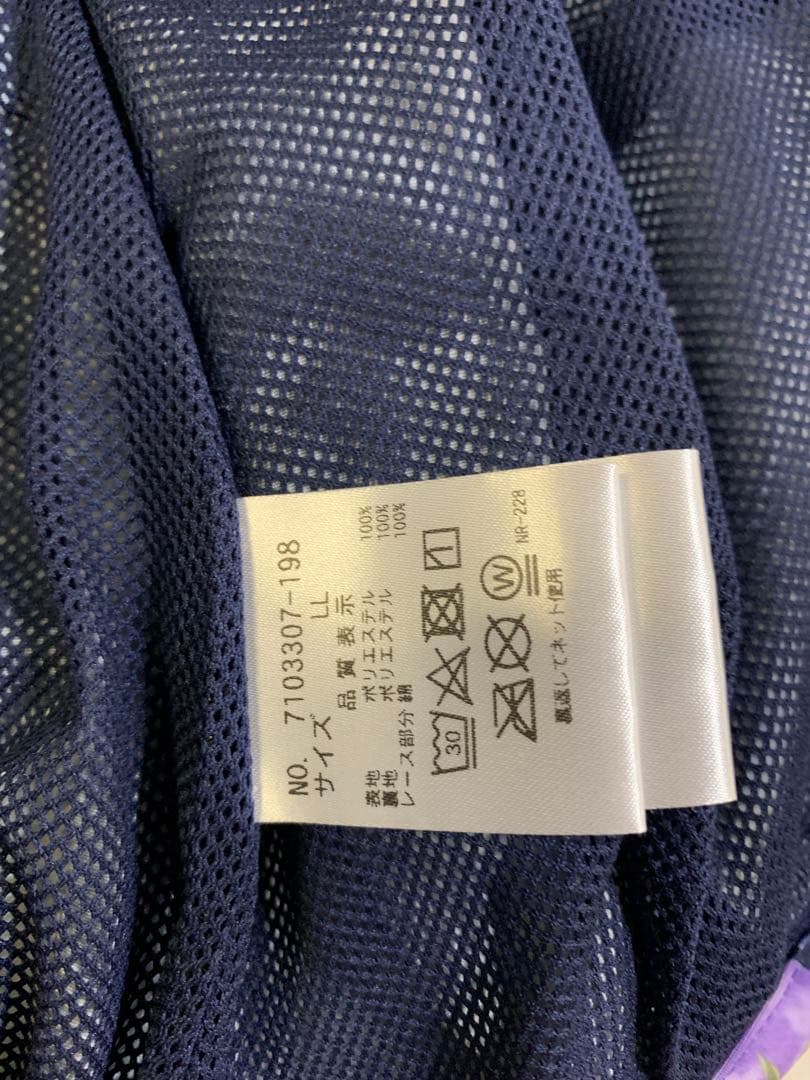 NO. 7103307-198
サイズ LL
品質表示
表地 ポリエステル 100%
裏地 ポリエステル 100%
レース部分 綿 100%
30
W
裏返してネット使用
NR-228